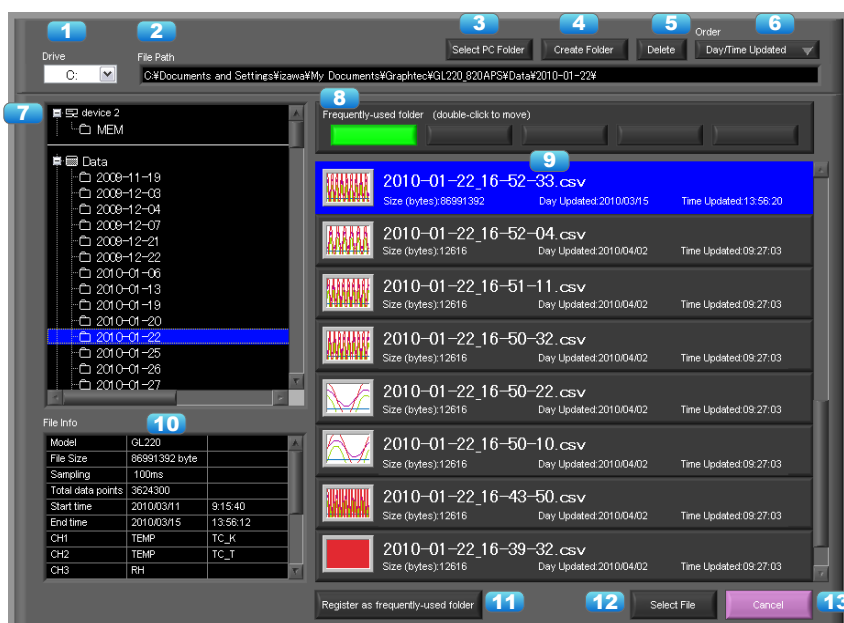 1 2 3 4 5 6
Drive File Path Select PC Folder Create Folder Delete Order Day/Time Updated
C: C:¥Documents and Settings¥izawa¥My Documents¥Graphtec¥GL220_820APS¥Data¥2010-01-22¥
7
device 2
MEM
Data
2009-11-19
2009-12-03
2009-12-04
2009-12-07
2009-12-21
2009-12-22
2010-01-06
2010-01-13
2010-01-19
2010-01-20
2010-01-22
2010-01-25
2010-01-26
2010-01-27
8
Frequently-used folder (double-click to move)
9
2010-01-22_16-52-33.csv
Size (bytes):86991392 Day Updated:2010/03/15 Time Updated:13:56:20
2010-01-22_16-52-04.csv
Size (bytes):12616 Day Updated:2010/04/02 Time Updated:09:27:03
2010-01-22_16-51-11.csv
Size (bytes):12616 Day Updated:2010/04/02 Time Updated:09:27:03
2010-01-22_16-50-32.csv
Size (bytes):12616 Day Updated:2010/04/02 Time Updated:09:27:03
2010-01-22_16-50-22.csv
Size (bytes):12616 Day Updated:2010/04/02 Time Updated:09:27:03
2010-01-22_16-50-10.csv
Size (bytes):12616 Day Updated:2010/04/02 Time Updated:09:27:03
2010-01-22_16-43-50.csv
Size (bytes):12616 Day Updated:2010/04/02 Time Updated:09:27:03
2010-01-22_16-39-32.csv
Size (bytes):12616 Day Updated:2010/04/02 Time Updated:09:27:03
File Info 10
Model GL220
File Size 86991392 byte
Sampling 100ms
Total data points 3624300
Start time 2010/03/11 9:15:40
End time 2010/03/15 13:56:12
CH1 TEMP TC_K
CH2 TEMP TC_T
CH3 RH
Register as frequently-used folder 11 12 Select File Cancel 13